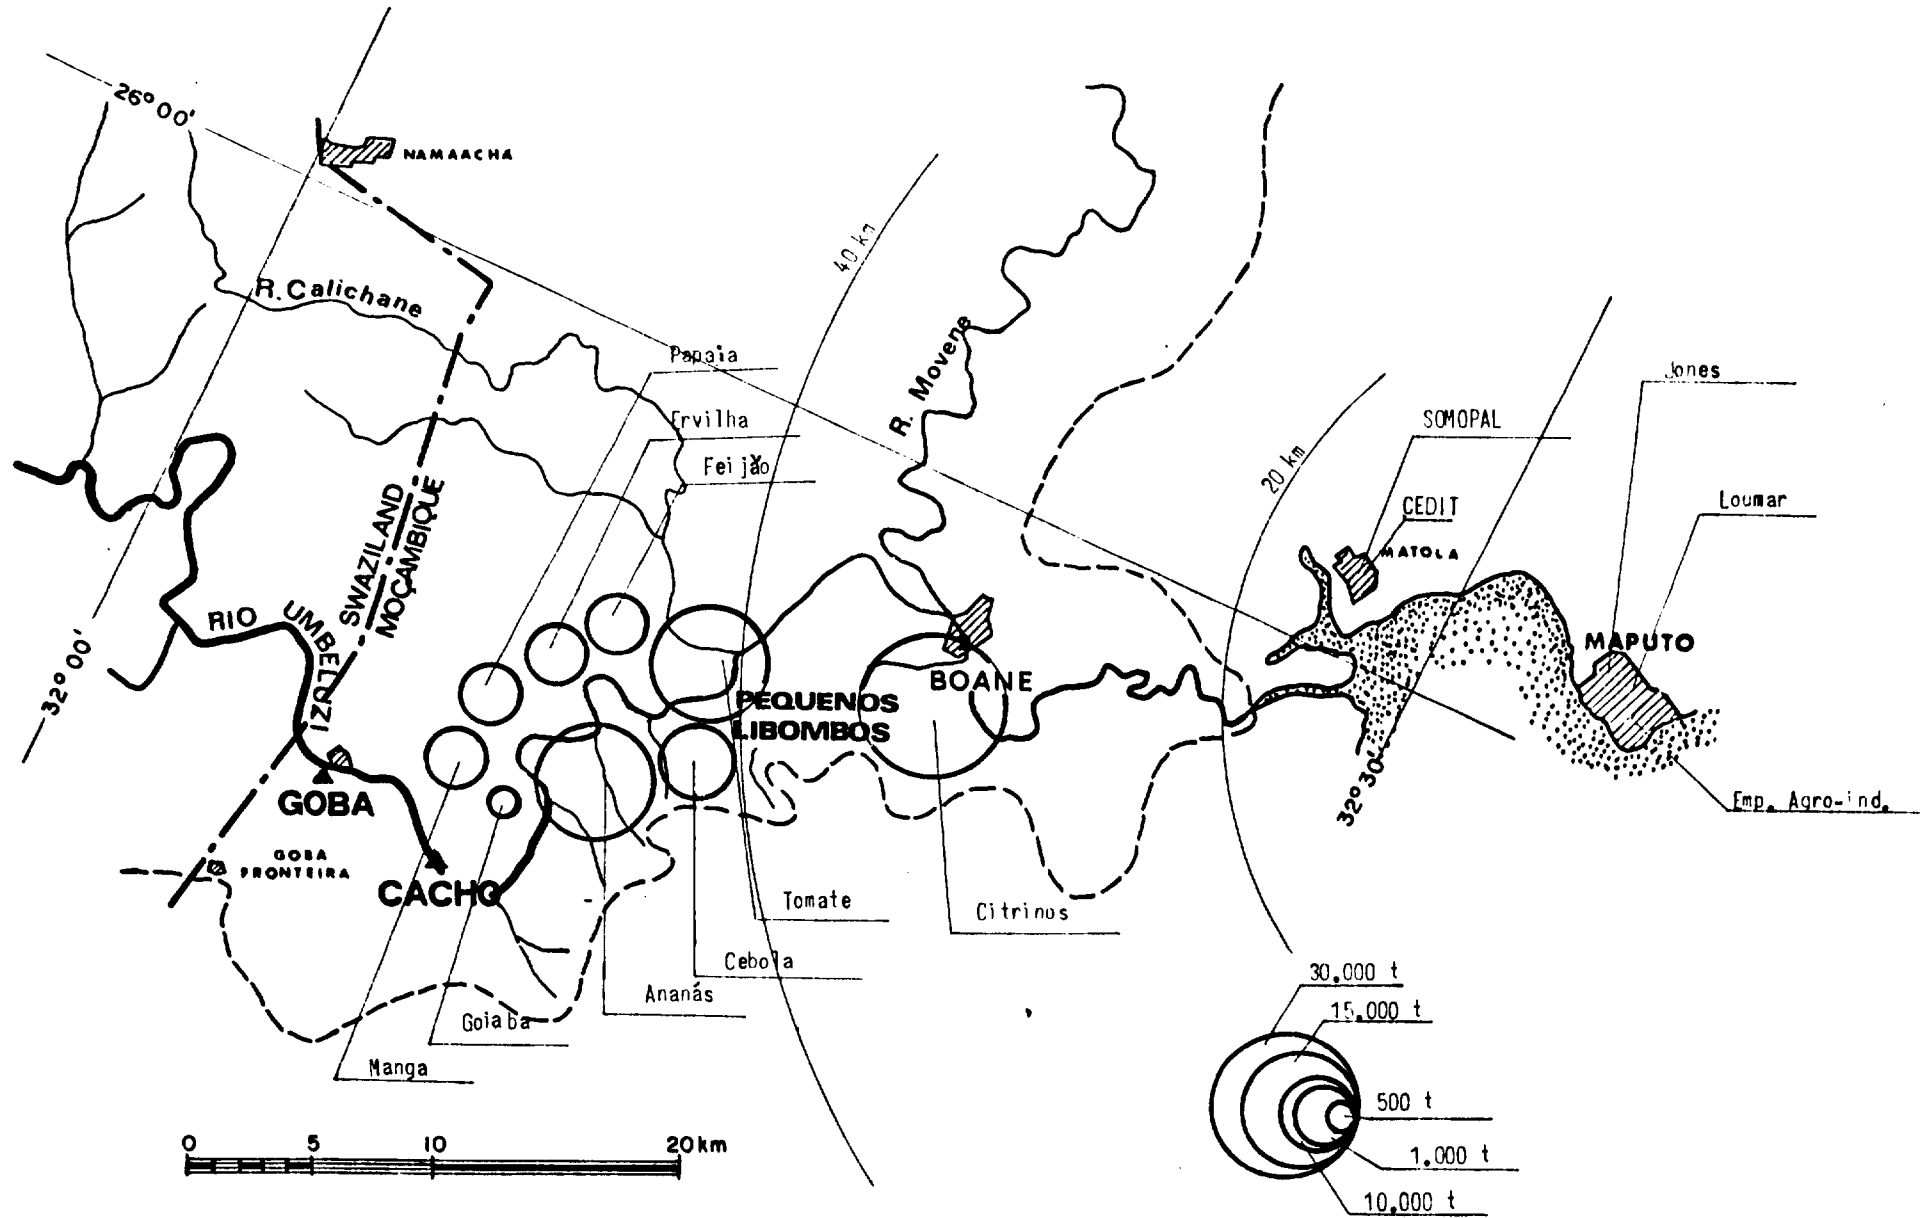 26°00'
NAMAACHA
R. Calichane
40 km
R. Movene
Papaia
Ervilha
Feijão
Jones
SOMOPAL
20 km
CEDIT
Loumar
MATOLA
SWAZILAND
MOÇAMBIQUE
RIO UMBELUZI
MAPUTO
32°00'
BOANE
PEQUENOS
LIBOMBOS
GOBA
32°30'
Emp. Agro-ind.
GOBA
FRONTEIRA
CACHO
Tomate
Citrinos
Cebola
Ananás
Goiaba
Manga
30.000 t
15.000 t
500 t
1.000 t
10.000 t
0 5 10 20 km